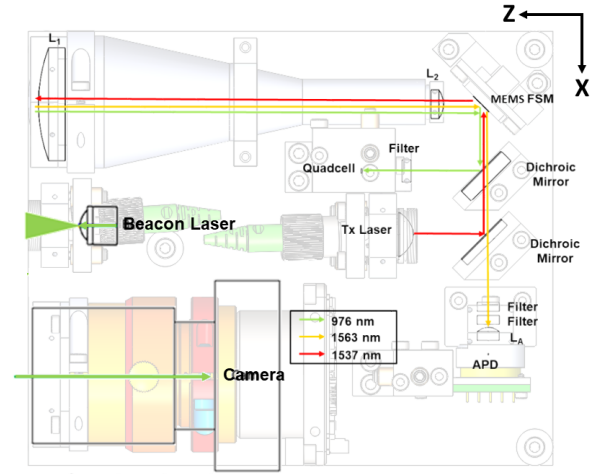 Z
X
L1
L2
MEMS FSM
Filter
Quadcell
Dichroic
Mirror
Beacon Laser
Tx Laser
Dichroic
Mirror
Filter
Filter
LA
APD
976 nm
1563 nm
1537 nm
Camera